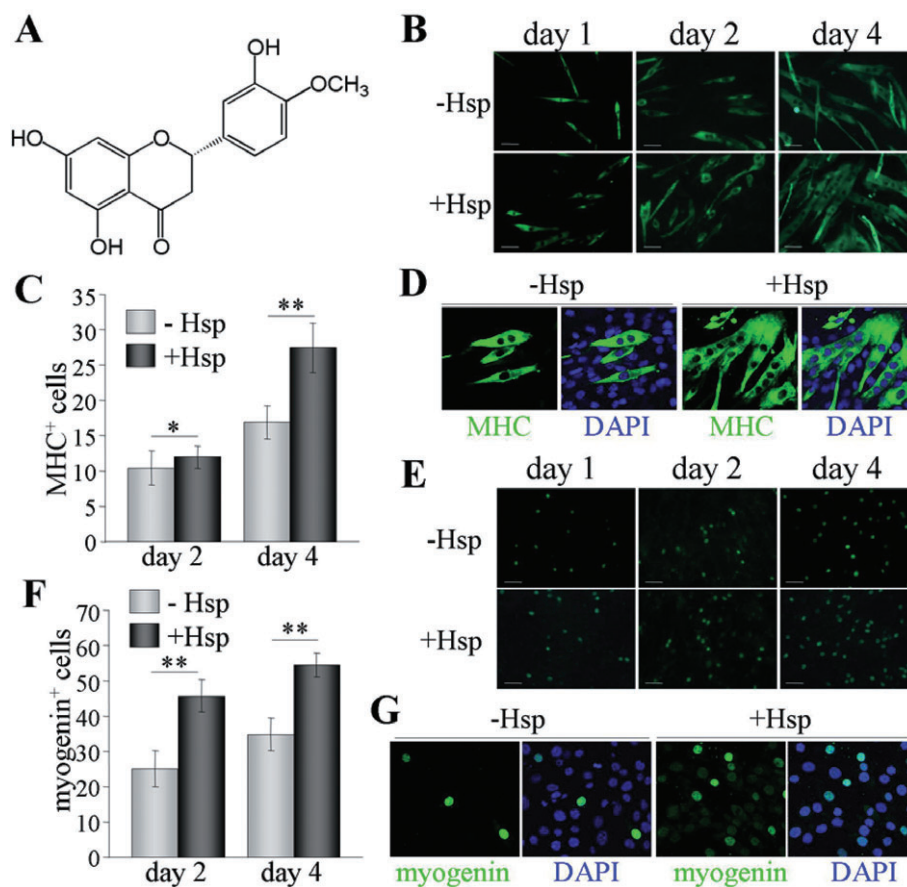 A
OH
OCH3
HO
O
OH
O
B
day 1 day 2 day 4
-Hsp
+Hsp
C
35
30
25
20
15
10
5
0
MHC+ cells
- Hsp
+Hsp
*
**
day 2 day 4
D
-Hsp +Hsp
MHC DAPI MHC DAPI
E
day 1 day 2 day 4
-Hsp
+Hsp
F
70
60
50
40
30
20
10
0
myogenin+ cells
- Hsp
+Hsp
**
**
day 2 day 4
G
-Hsp +Hsp
myogenin DAPI myogenin DAPI